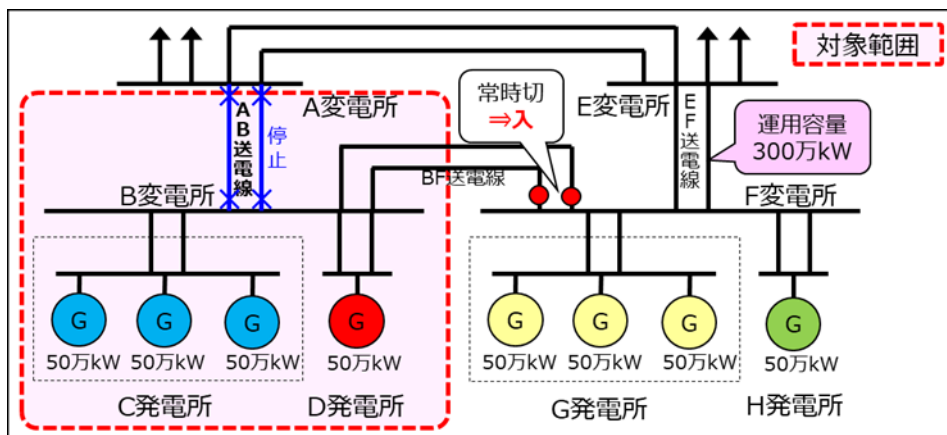 対象範囲
A変電所
常時切
⇒入
E変電所
AB送電線
停止
EF送電線
運用容量
300万kW
BF送電線
B変電所
F変電所
G
G
G
G
G
G
G
G
50万kW
50万kW
50万kW
50万kW
50万kW
50万kW
50万kW
50万kW
C発電所
D発電所
G発電所
H発電所